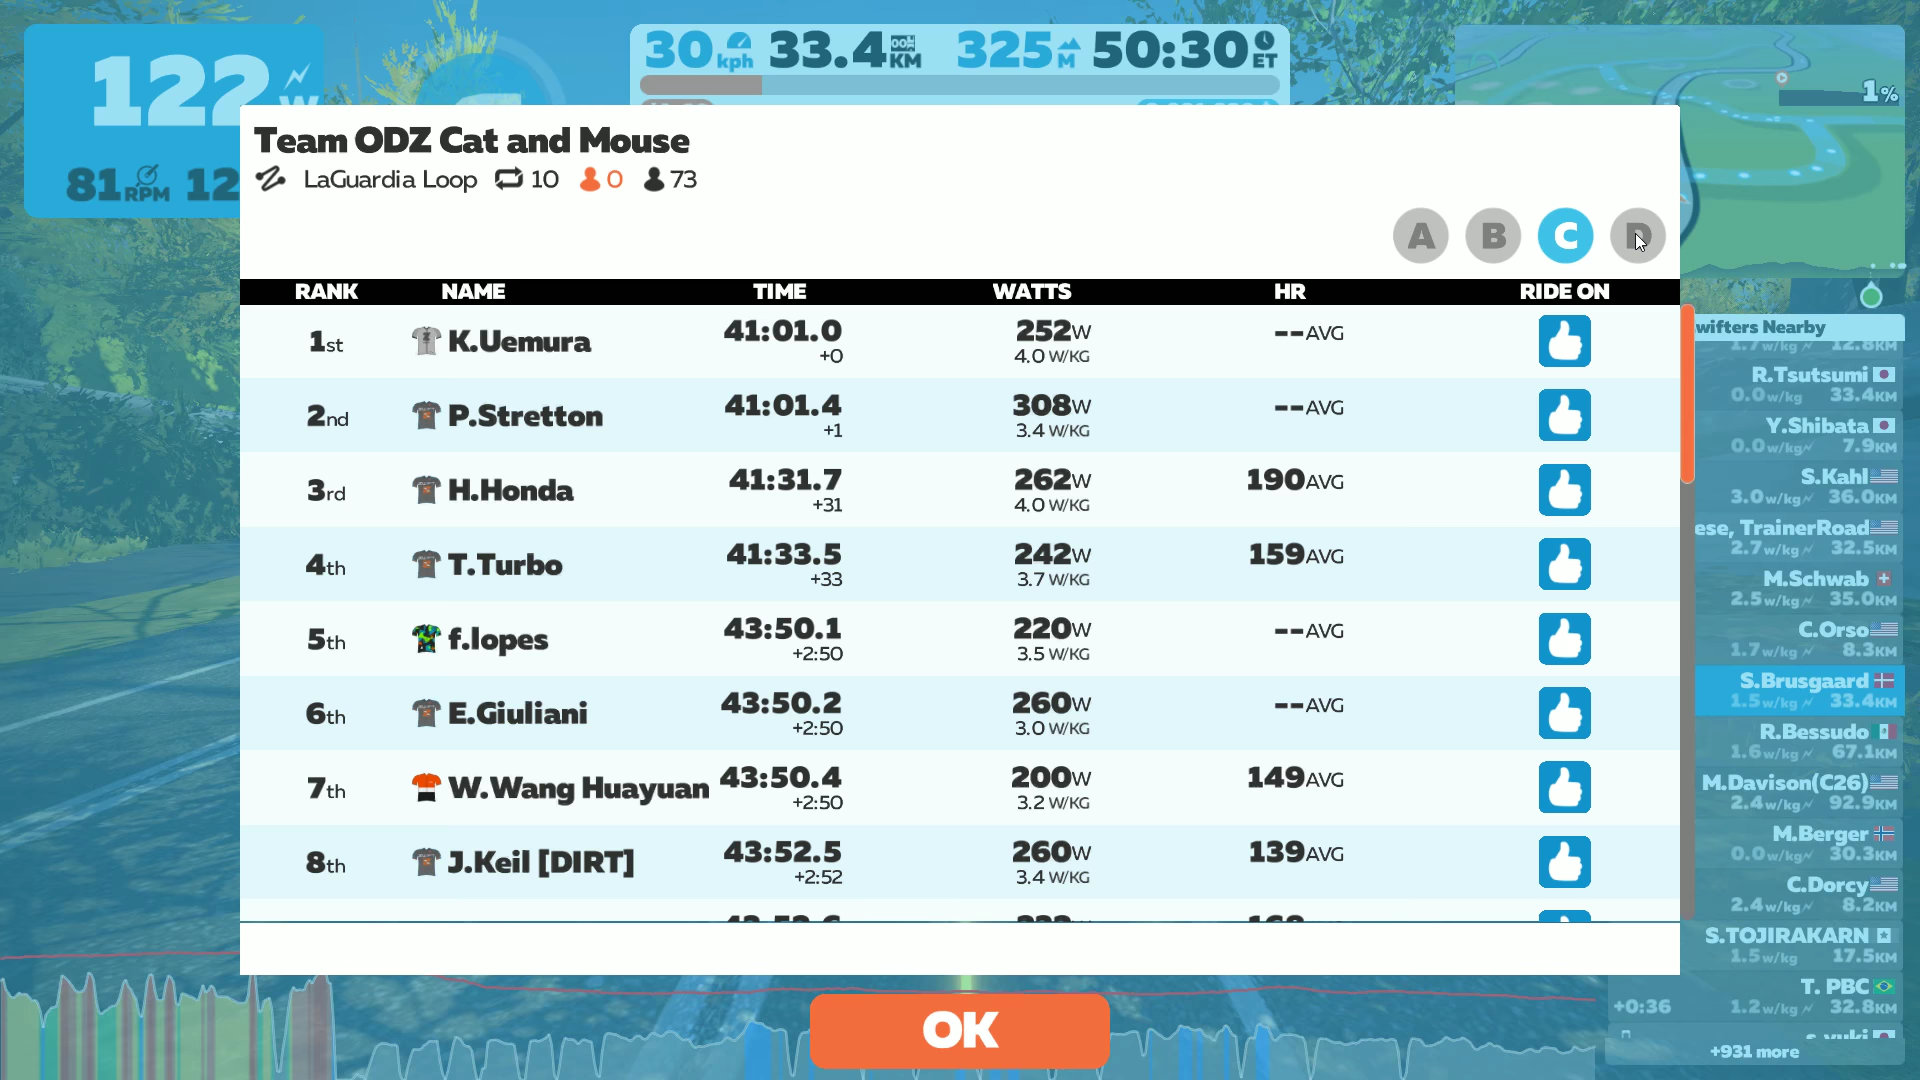 122 W
81 RPM 12
30 kph 33.4 KM 325 M 50:30 ET
1%
Team ODZ Cat and Mouse
LaGuardia Loop 10 0 73
A B C D
RANK NAME TIME WATTS HR RIDE ON
1st K.Uemura 41:01.0 252W --AVG
+0 4.0 W/KG
2nd P.Stretton 41:01.4 308W --AVG
+1 3.4 W/KG
3rd H.Honda 41:31.7 262W 190AVG
+31 4.0 W/KG
4th T.Turbo 41:33.5 242W 159AVG
+33 3.7 W/KG
5th f.lopes 43:50.1 220W --AVG
+2:50 3.5 W/KG
6th E.Giuliani 43:50.2 260W --AVG
+2:50 3.0 W/KG
7th W.Wang Huayuan 43:50.4 200W 149AVG
+2:50 3.2 W/KG
8th J.Keil [DIRT] 43:52.5 260W 139AVG
+2:52 3.4 W/KG
OK
wifters Nearby
1.7w/kg 12.8KM
R.Tsutsumi
0.0w/kg 33.4KM
Y.Shibata
0.0w/kg 7.9KM
S.Kahl
3.0w/kg 36.0KM
ese, TrainerRoad
2.7w/kg 32.5KM
M.Schwab
2.5w/kg 35.0KM
C.Orso
1.7w/kg 8.3KM
S.Brusgaard
1.5w/kg 33.4KM
R.Bessudo
1.6w/kg 67.1KM
M.Davison(C26)
2.4w/kg 92.9KM
M.Berger
0.0w/kg 30.3KM
C.Dorcy
2.4w/kg 8.2KM
S.TOJIRAKARN
1.5w/kg 17.5KM
T. PBC
+0:36 1.2w/kg 32.8KM
s.yuki
+931 more